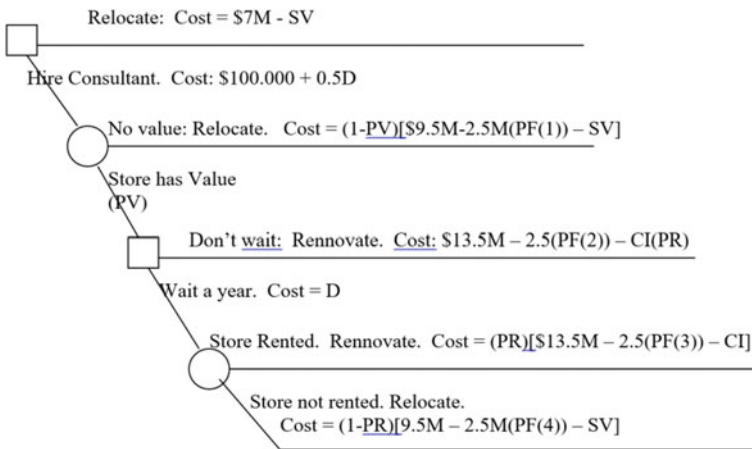 Relocate: Cost = $7M - SV
Hire Consultant. Cost: $100.000 + 0.5D
No value: Relocate. Cost = (1-PV)[$9.5M-2.5M(PF(1)) – SV]
Store has Value
(PV)
Don't wait: Rennovate. Cost: $13.5M – 2.5(PF(2)) – CI(PR)
Wait a year. Cost = D
Store Rented. Rennovate. Cost = (PR)[$13.5M – 2.5(PF(3)) – CI]
Store not rented. Relocate.
Cost = (1-PR)[9.5M – 2.5M(PF(4)) – SV]